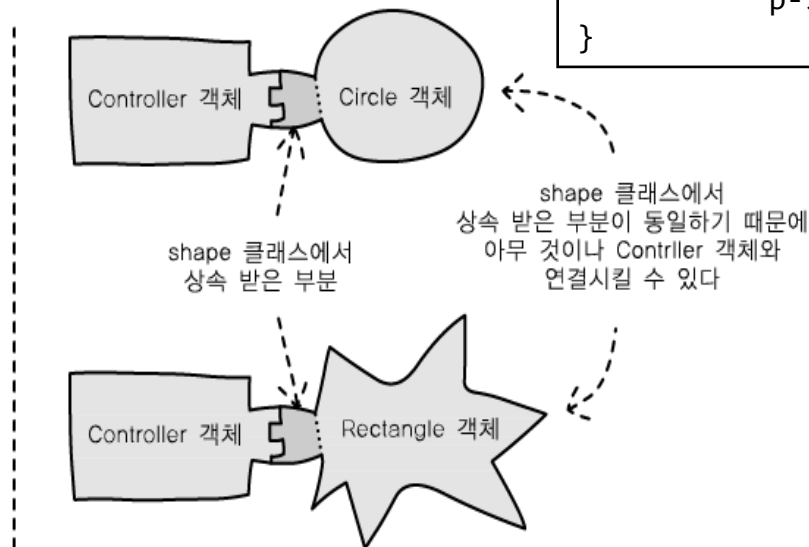 }
Controller 객체
Circle 객체
shape 클래스에서
상속 받은 부분이 동일하기 때문에
아무 것이나 Contrller 객체와
연결시킬 수 있다
shape 클래스에서
상속 받은 부분
Controller 객체
Rectangle 객체